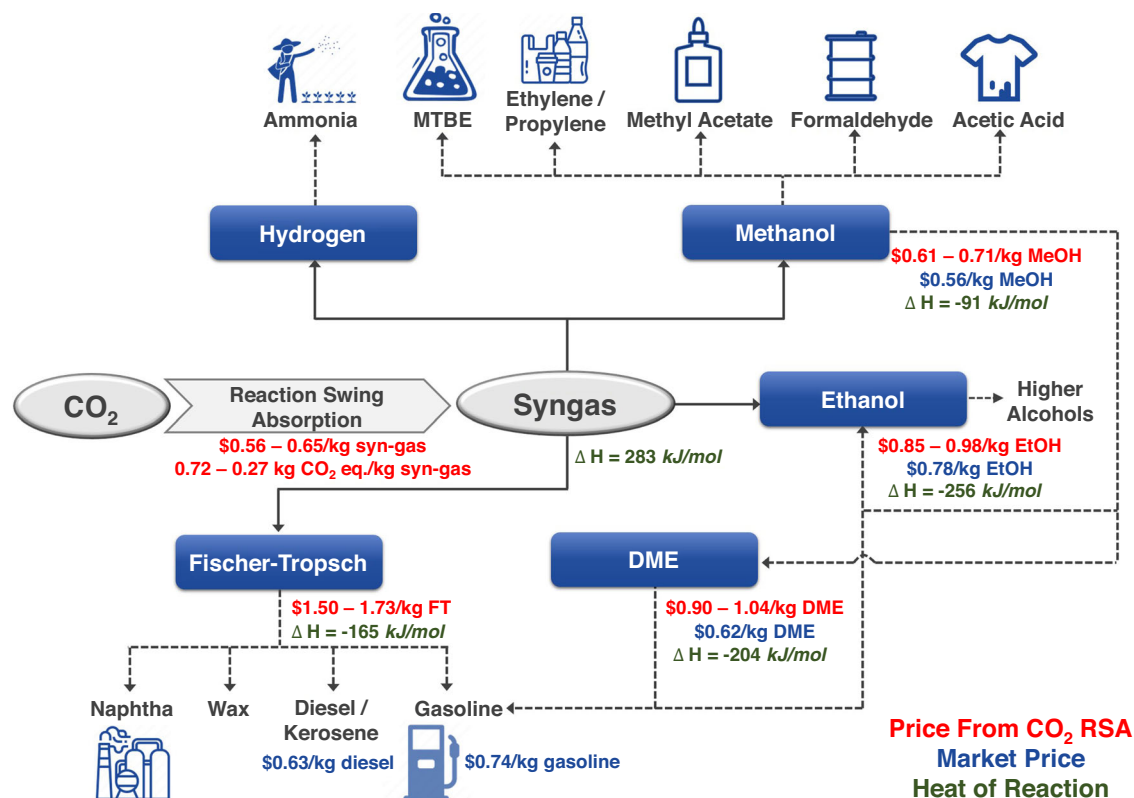 Ammonia
MTBE
Ethylene /
Propylene
Methyl Acetate
Formaldehyde
Acetic Acid
Hydrogen
Methanol
$0.61 – 0.71/kg MeOH
$0.56/kg MeOH
Δ H = -91 kJ/mol
CO₂
Reaction Swing
Absorption
$0.56 – 0.65/kg syn-gas
0.72 – 0.27 kg CO₂ eq./kg syn-gas
Syngas
Δ H = 283 kJ/mol
Ethanol
Higher
Alcohols
$0.85 – 0.98/kg EtOH
$0.78/kg EtOH
Δ H = -256 kJ/mol
Fischer-Tropsch
$1.50 – 1.73/kg FT
Δ H = -165 kJ/mol
DME
$0.90 – 1.04/kg DME
$0.62/kg DME
Δ H = -204 kJ/mol
Naphtha
Wax
Diesel /
Kerosene
$0.63/kg diesel
Gasoline
$0.74/kg gasoline
Price From CO₂ RSA
Market Price
Heat of Reaction